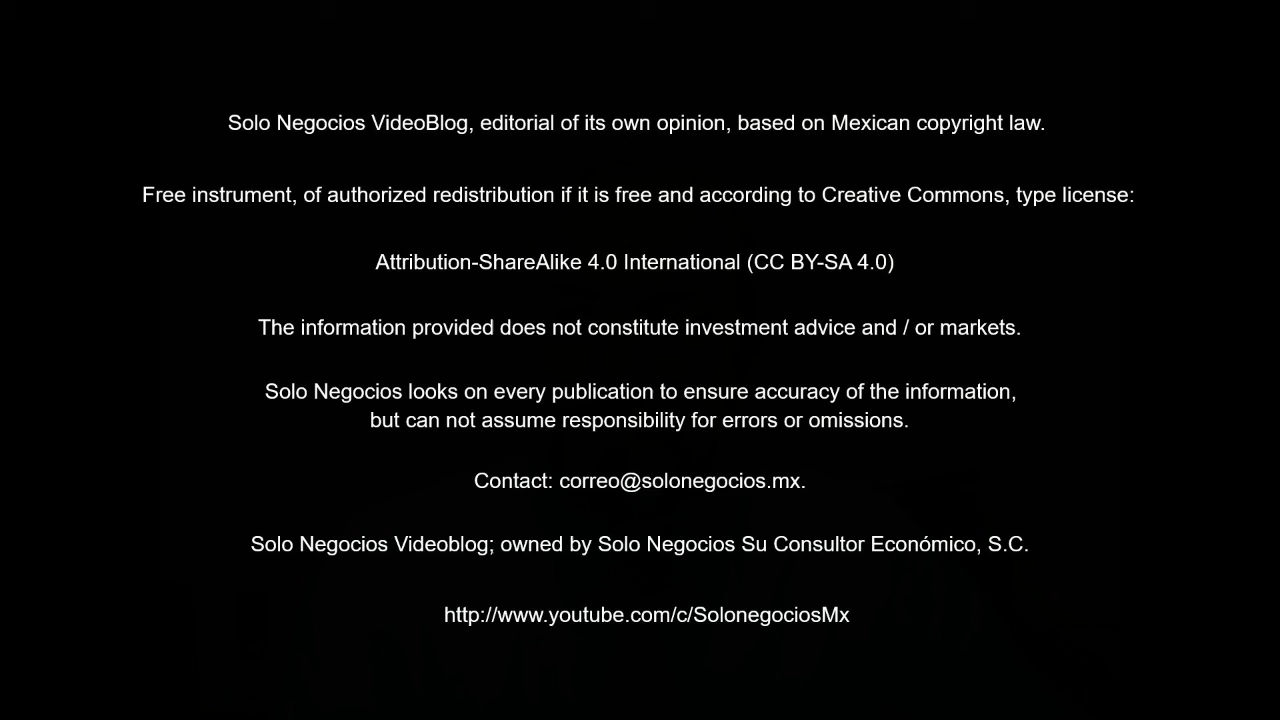 Solo Negocios VideoBlog, editorial of its own opinion, based on Mexican copyright law.
Free instrument, of authorized redistribution if it is free and according to Creative Commons, type license:
Attribution-ShareAlike 4.0 International (CC BY-SA 4.0)
The information provided does not constitute investment advice and / or markets.
Solo Negocios looks on every publication to ensure accuracy of the information,
but can not assume responsibility for errors or omissions.
Contact: correo@solonegocios.mx.
Solo Negocios Videoblog; owned by Solo Negocios Su Consultor Económico, S.C.
http://www.youtube.com/c/SolonegociosMx